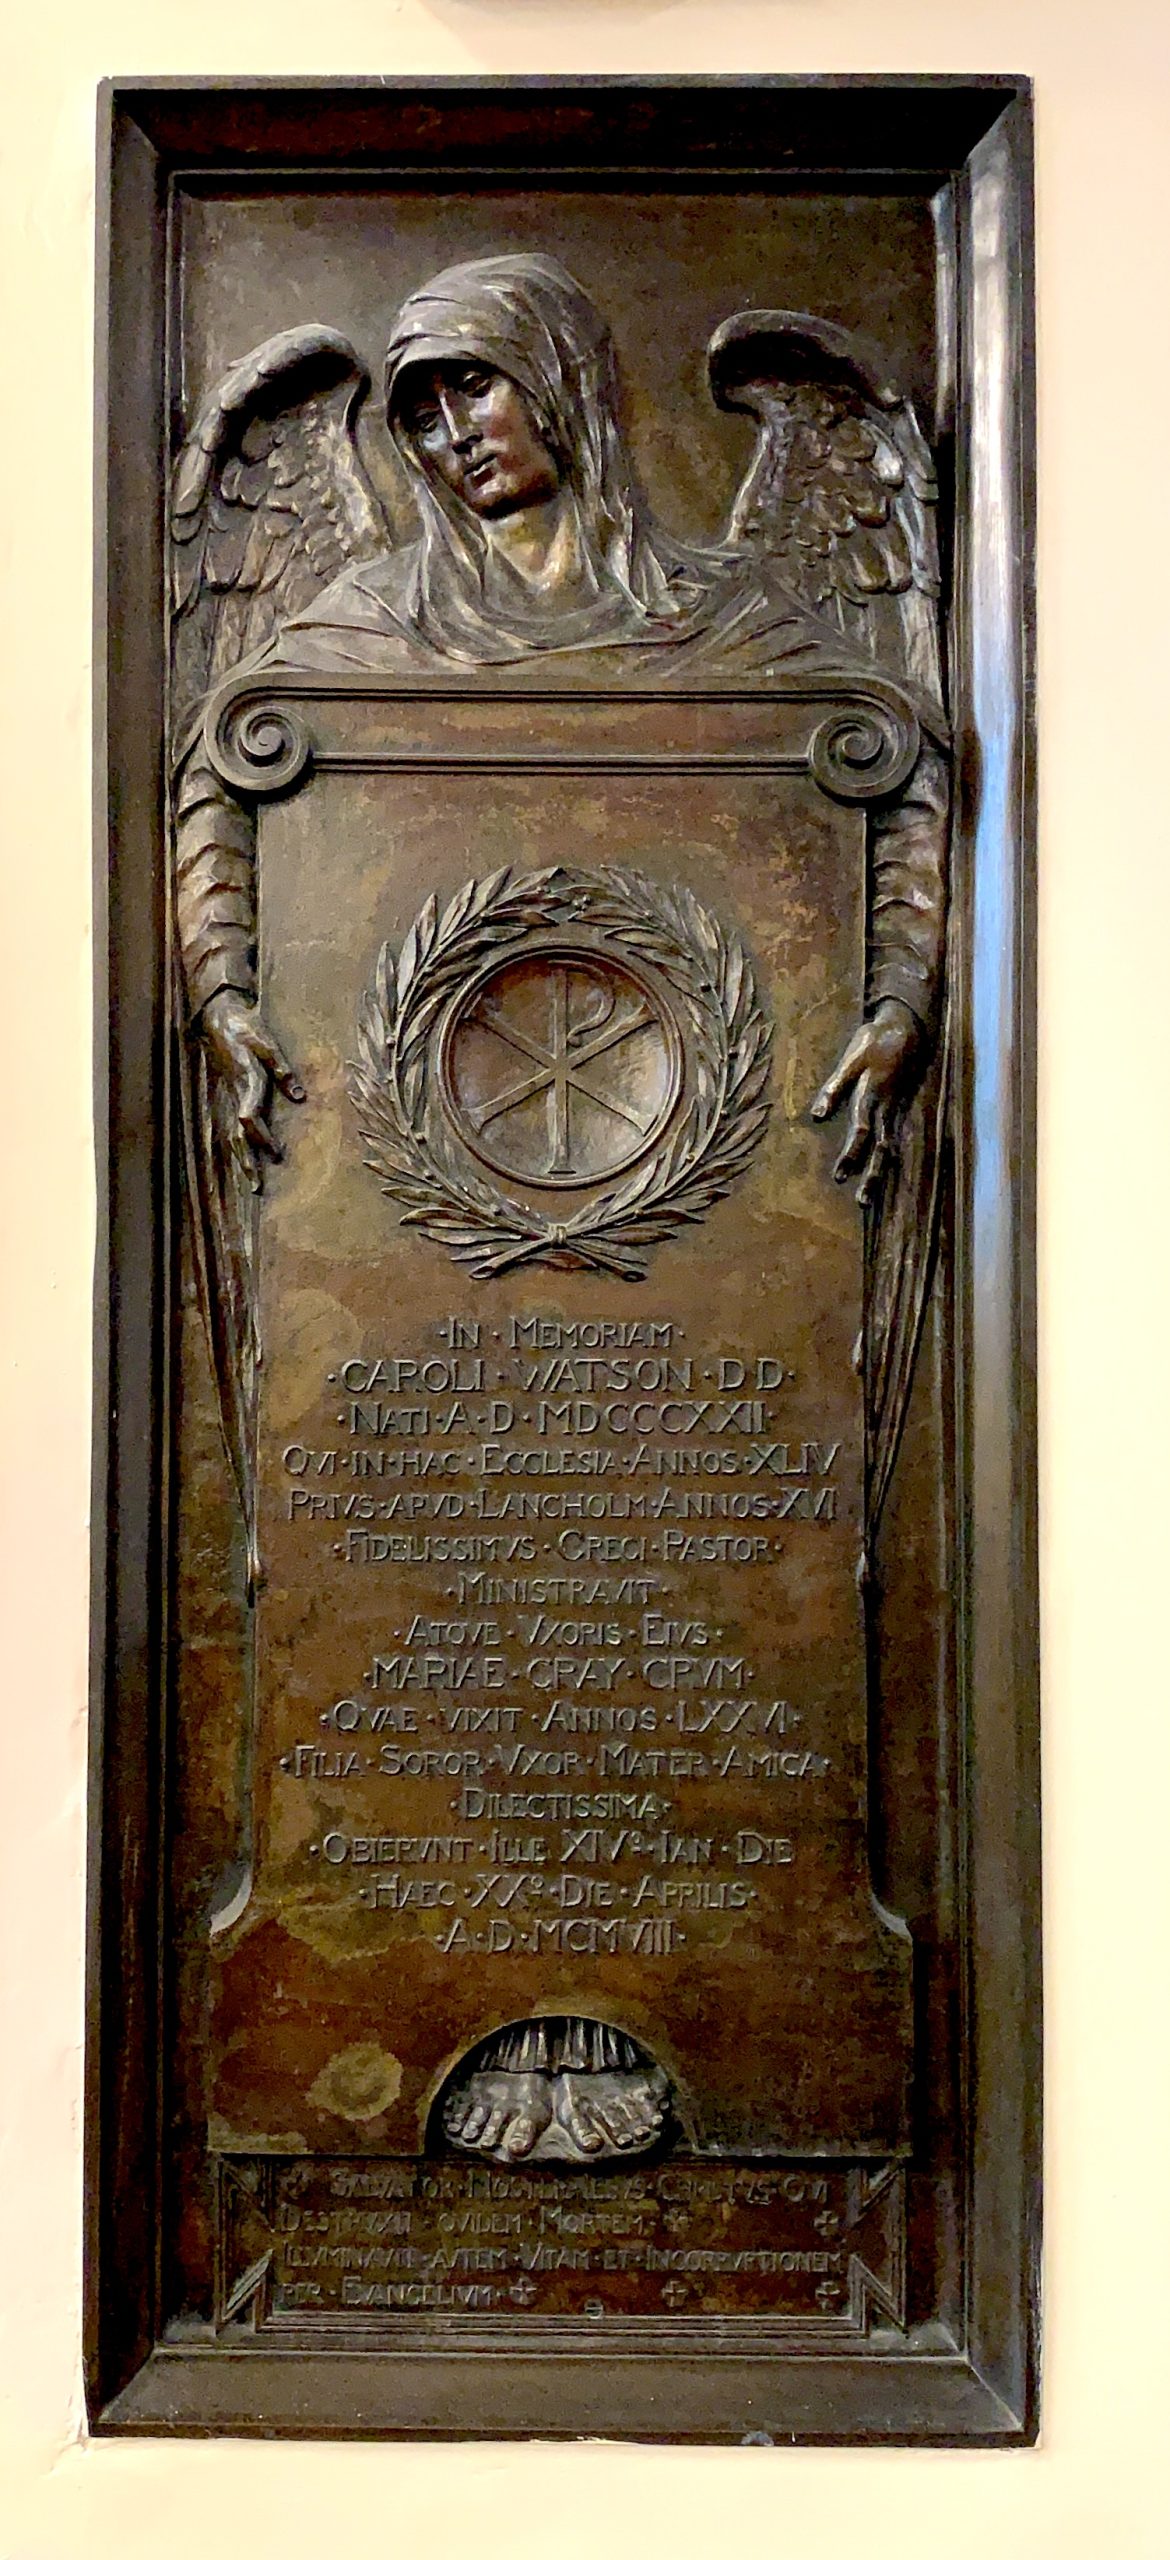 ·IN·MEMORIAM·
·CAROLI·WATSON·D D·
·NATI·A·D·MDCCCXXII·
QVI·IN·HAC·ECCLESIA·ANNOS·XLIV
PRIVS·APVD·LANCHOLM·ANNOS·XVI
·FIDELISSIMVS·GREGI·PASTOR·
·MINISTRAVIT·
·ATQVE·VXORIS·EIVS·
·MARIAE·GRAY·CRVM·
·QVAE·VIXIT·ANNOS·LXXVI·
·FILIA·SOROR·VXOR·MATER·AMICA·
·DILECTISSIMA·
·OBIERVNT·ILLE XIVº·IAN·DIE
·HAEC·XXº·DIE·APRILIS·
·A·D·MCMVIII·
SALVATOR·NOSTER·IESVS·CHRISTVS·QVI
DESTRVXIT·QVIDEM·MORTEM·
ILLVMINAVIT·AVTEM·VITAM·ET·INCORRVPTIONEM
PER·EVANGELIVM·